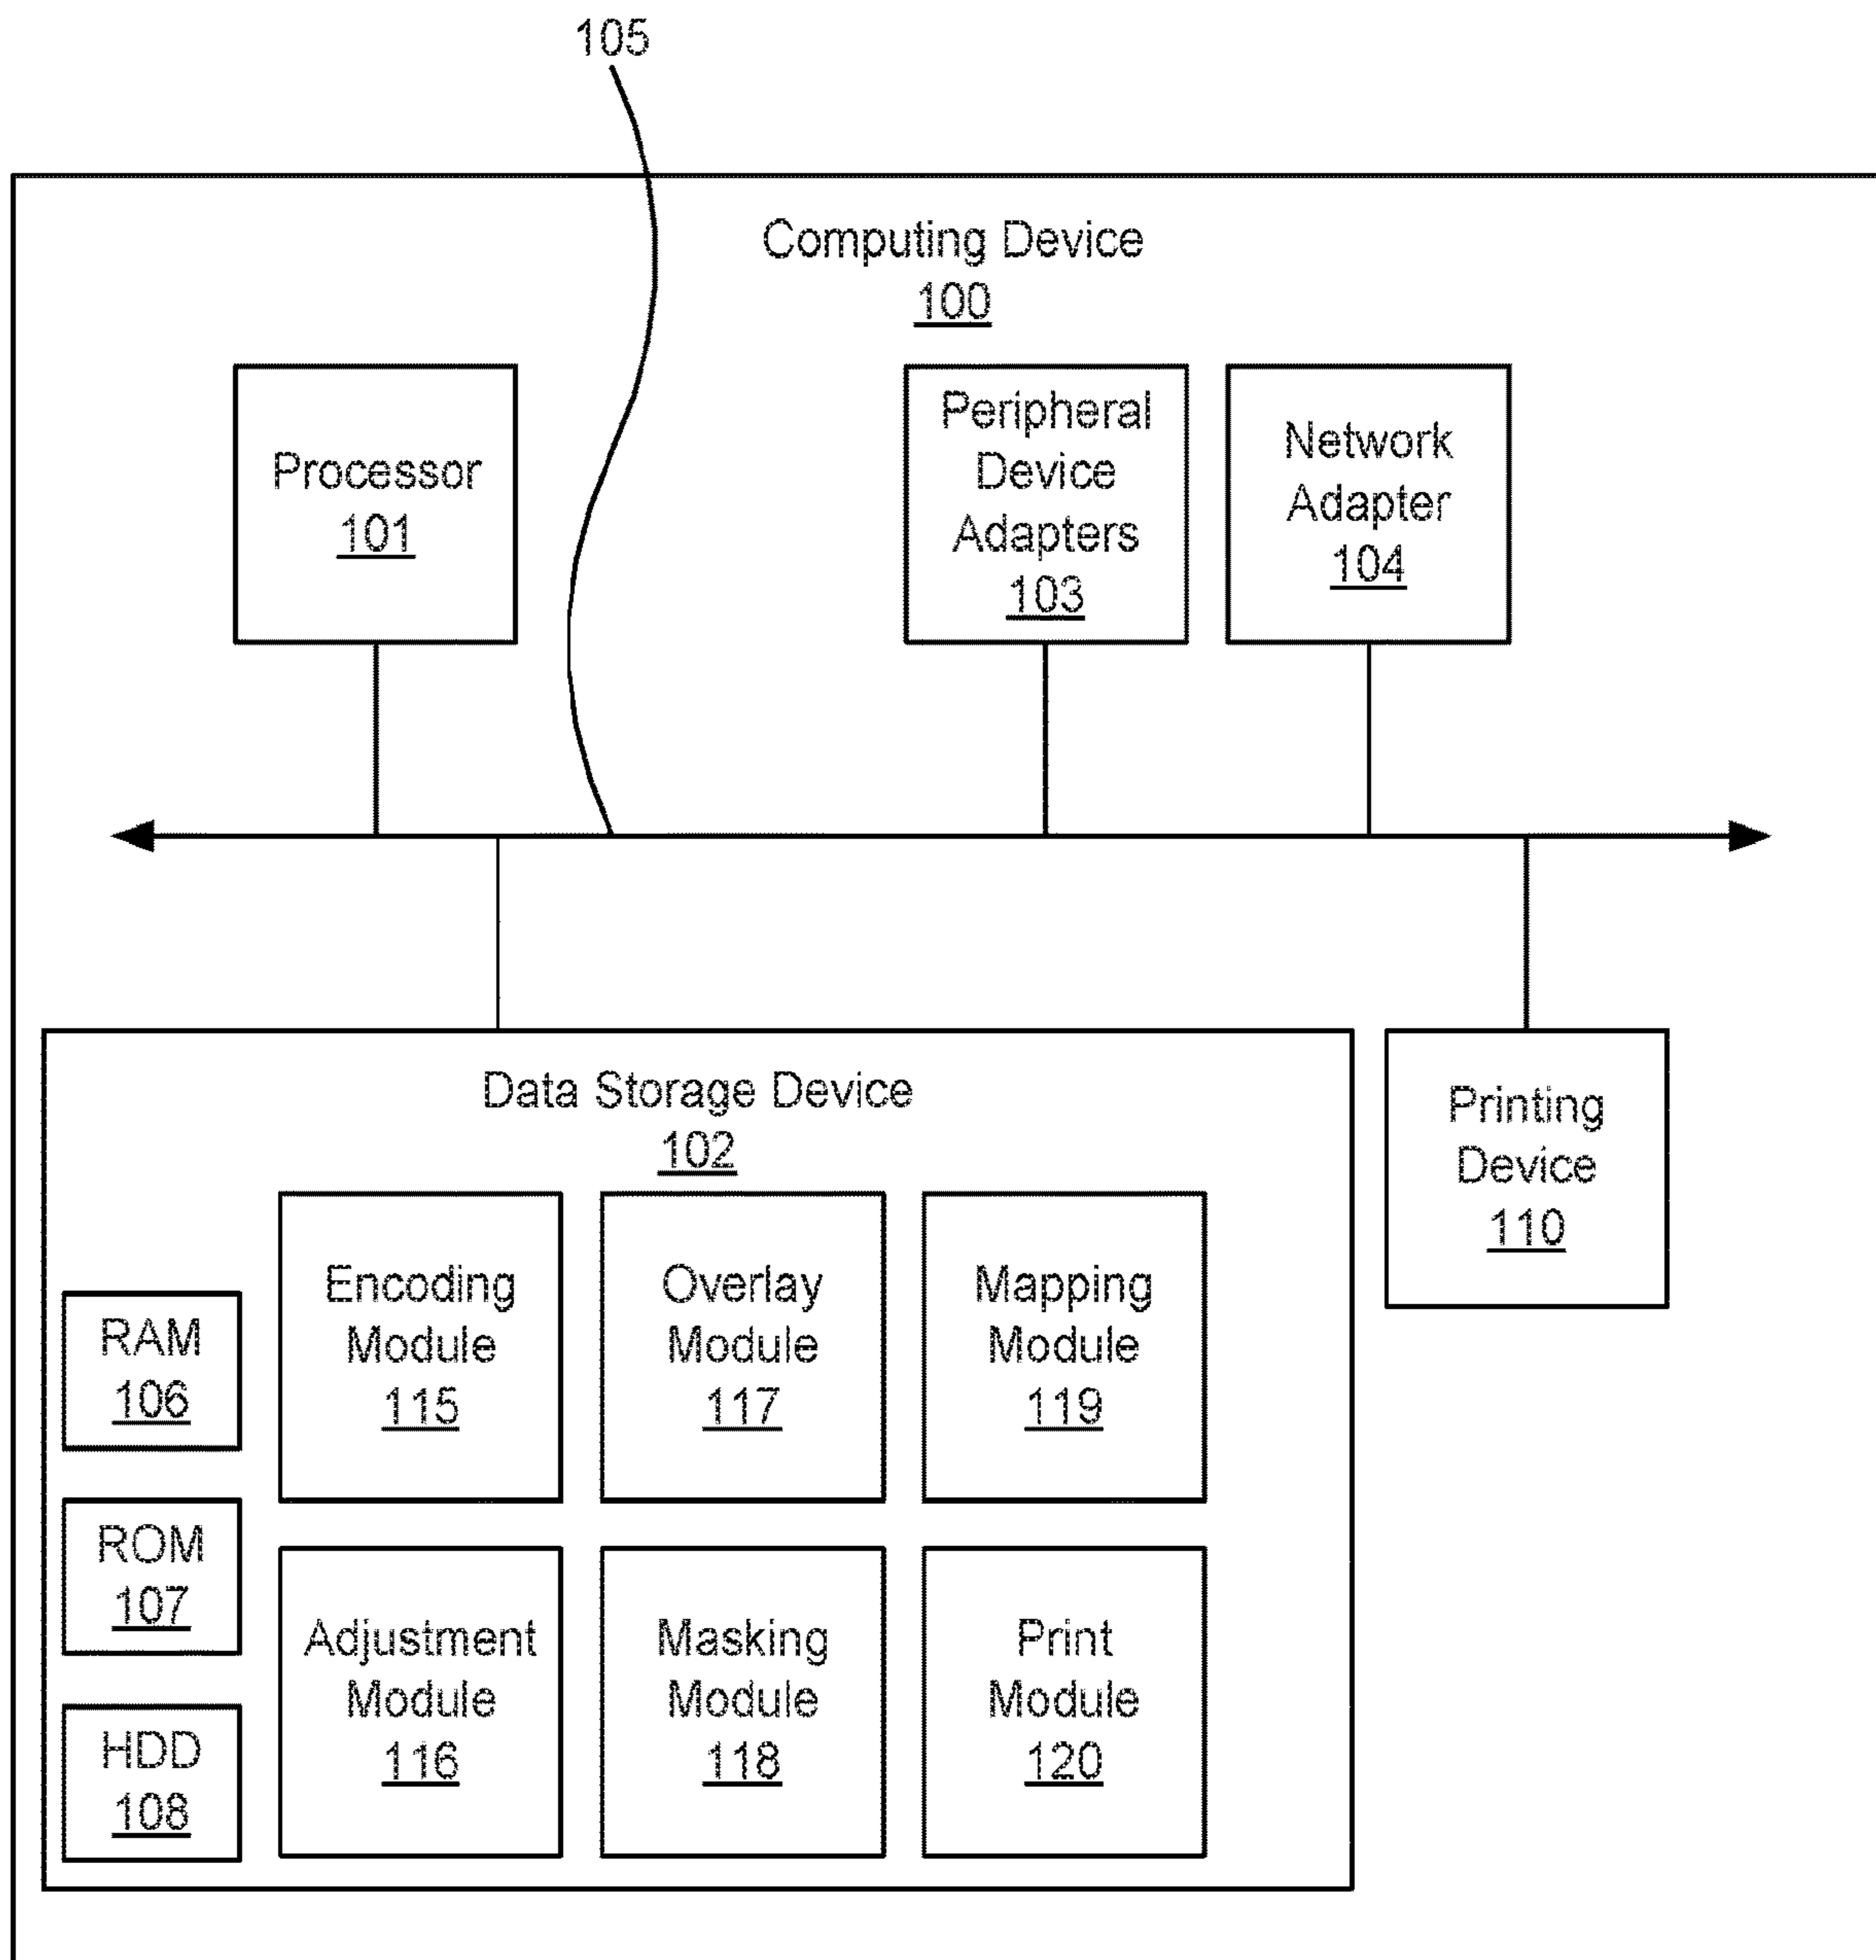 105
Computing Device
100
Processor
101
Peripheral
Device
Adapters
103
Network
Adapter
104
Data Storage Device
102
Printing
Device
110
RAM
106
ROM
107
HDD
108
Encoding
Module
115
Overlay
Module
117
Mapping
Module
119
Adjustment
Module
116
Masking
Module
118
Print
Module
120